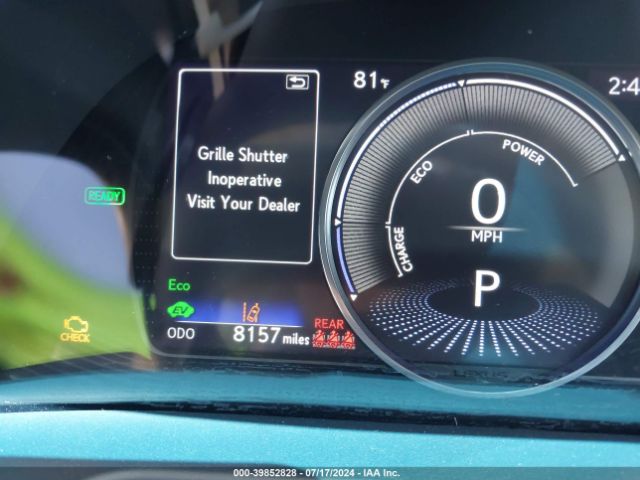 81°F
2:4
Grille Shutter
Inoperative
Visit Your Dealer
POWER
ECO
CHARGE
0
MPH
P
READY
Eco
EV
CHECK
ODO 8157 miles
REAR
LEXUS
000-39852828 - 07/17/2024 - IAA Inc.